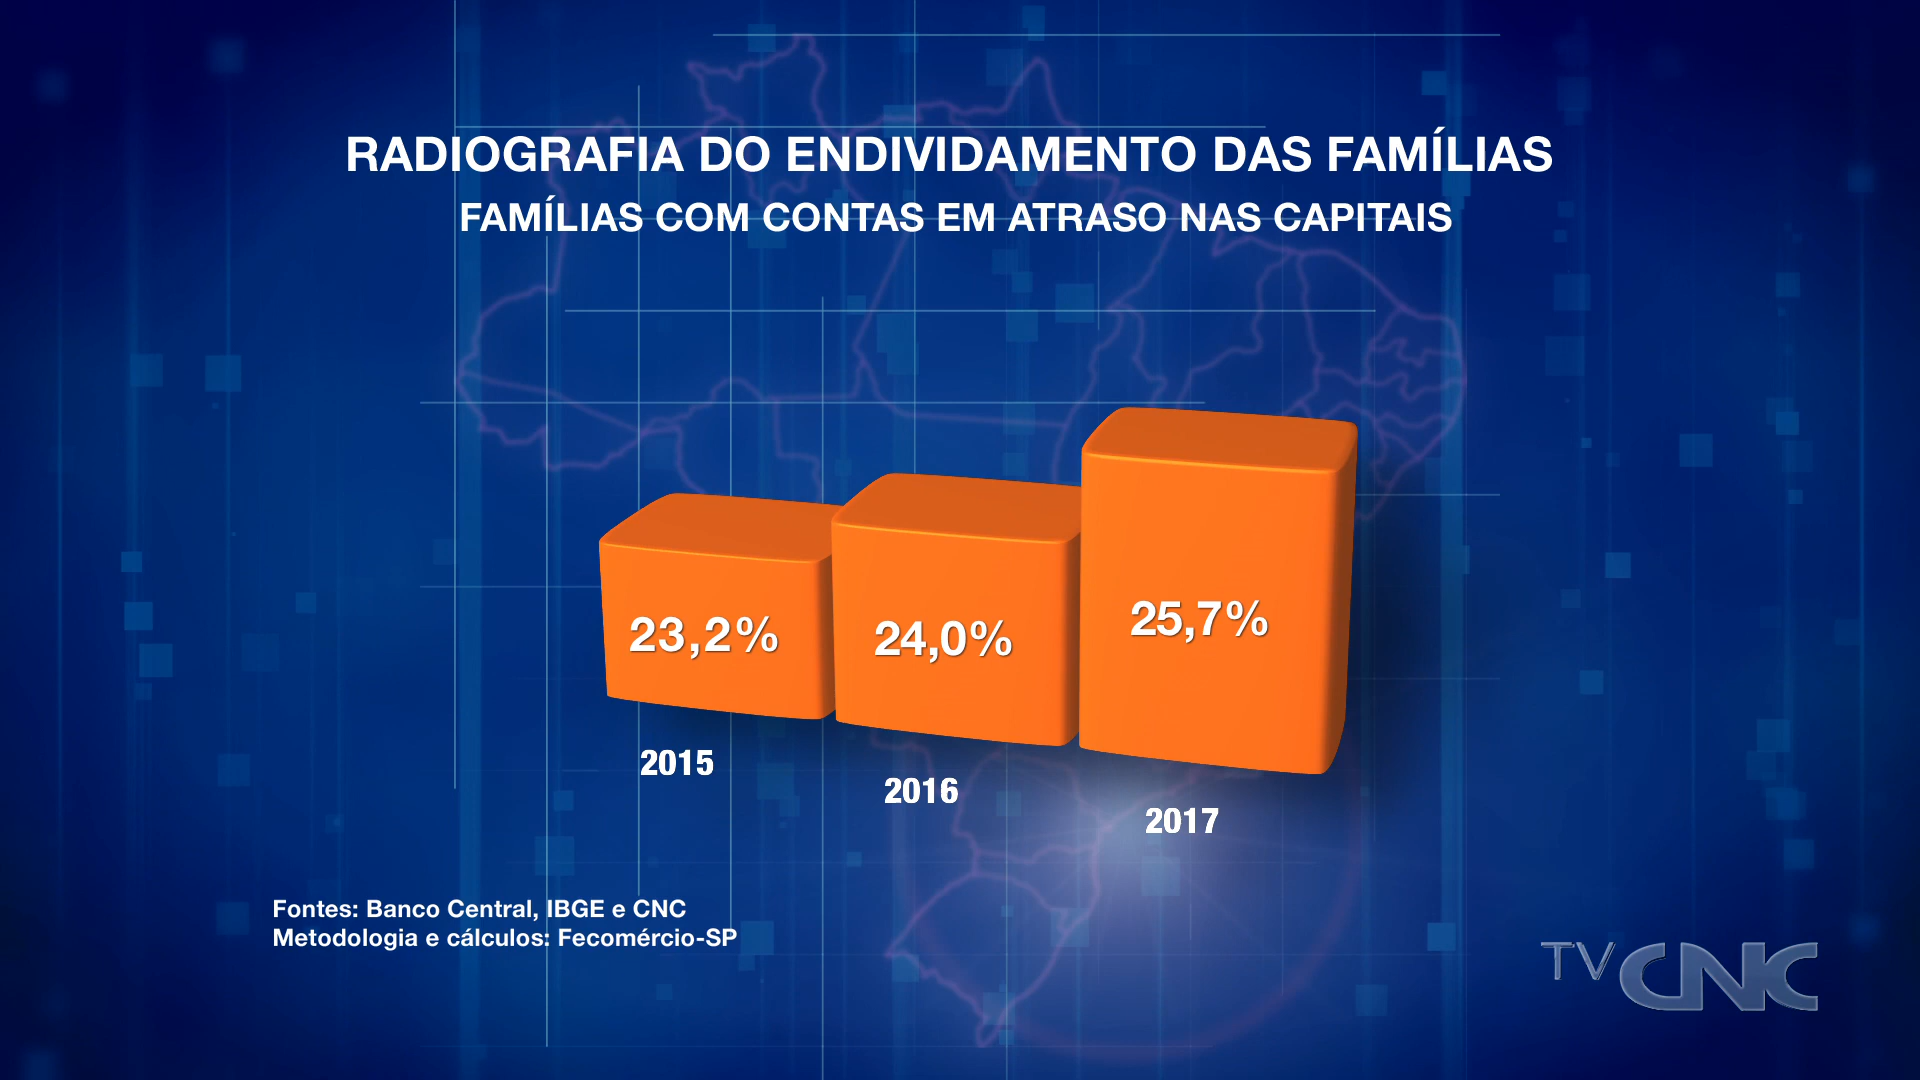 RADIOGRAFIA DO ENDIVIDAMENTO DAS FAMÍLIAS
FAMÍLIAS COM CONTAS EM ATRASO NAS CAPITAIS
23,2%
24,0%
25,7%
2015
2016
2017
Fontes: Banco Central, IBGE e CNC
Metodologia e cálculos: Fecomércio-SP
TV CNC